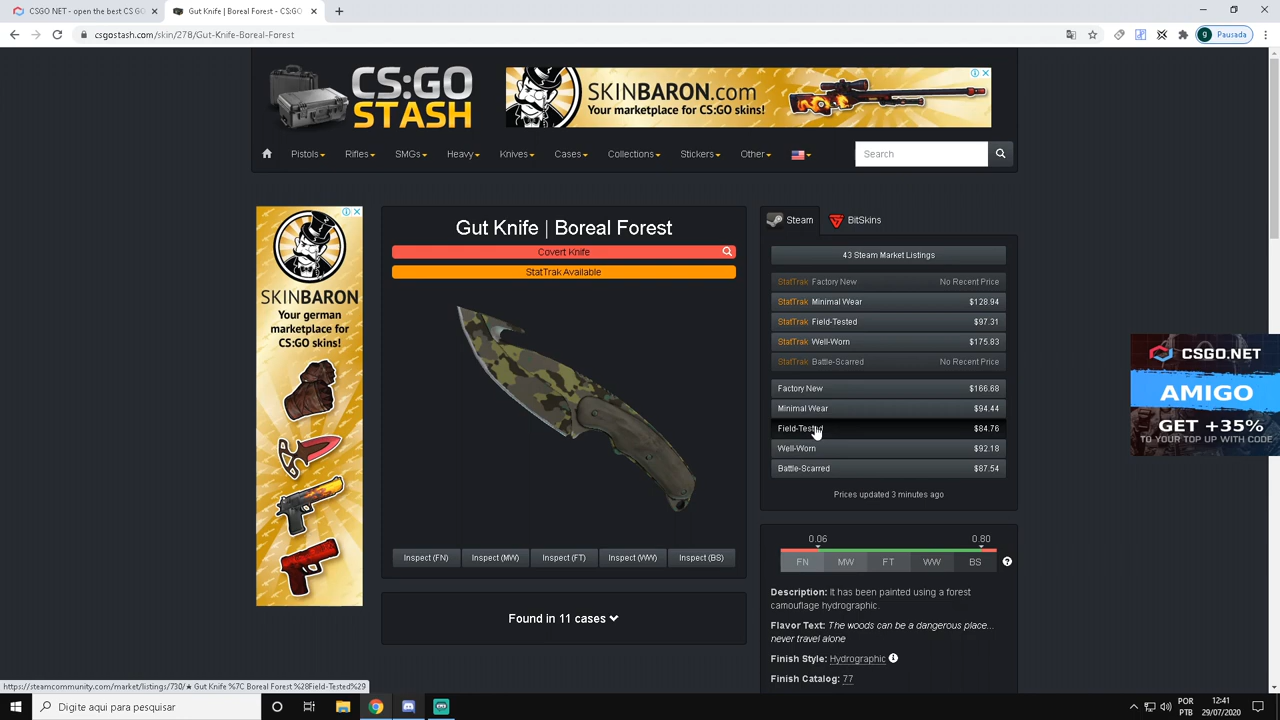 CSGO NET - open the best CS GO
Gut Knife | Boreal Forest - CS:GO
csgostash.com/skin/278/Gut-Knife-Boreal-Forest
g Pausada
CS:GO
STASH
SKINBARON.com
Your marketplace for CS:GO skins!
Pistols Rifles SMGs Heavy Knives Cases Collections Stickers Other
Search
SKINBARON
Your german
marketplace for
CS:GO skins!
Gut Knife | Boreal Forest
Covert Knife
StatTrak Available
Inspect (FN) Inspect (MW) Inspect (FT) Inspect (WW) Inspect (BS)
Found in 11 cases
Steam BitSkins
43 Steam Market Listings
StatTrak Factory New No Recent Price
StatTrak Minimal Wear $128.94
StatTrak Field-Tested $97.31
StatTrak Well-Worn $175.83
StatTrak Battle-Scarred No Recent Price
Factory New $166.68
Minimal Wear $94.44
Field-Tested $84.76
Well-Worn $92.18
Battle-Scarred $87.54
Prices updated 3 minutes ago
0.06 0.80
FN MW FT WW BS
Description: It has been painted using a forest
camouflage hydrographic.
Flavor Text: The woods can be a dangerous place...
never travel alone
Finish Style: Hydrographic
Finish Catalog: 77
CSGO.NET
AMIGO
GET +35%
TO YOUR TOP UP WITH CODE
https://steamcommunity.com/market/listings/730/★ Gut Knife %7C Boreal Forest %28Field-Tested%29
Digite aqui para pesquisar
POR
PTB
12:41
29/07/2020